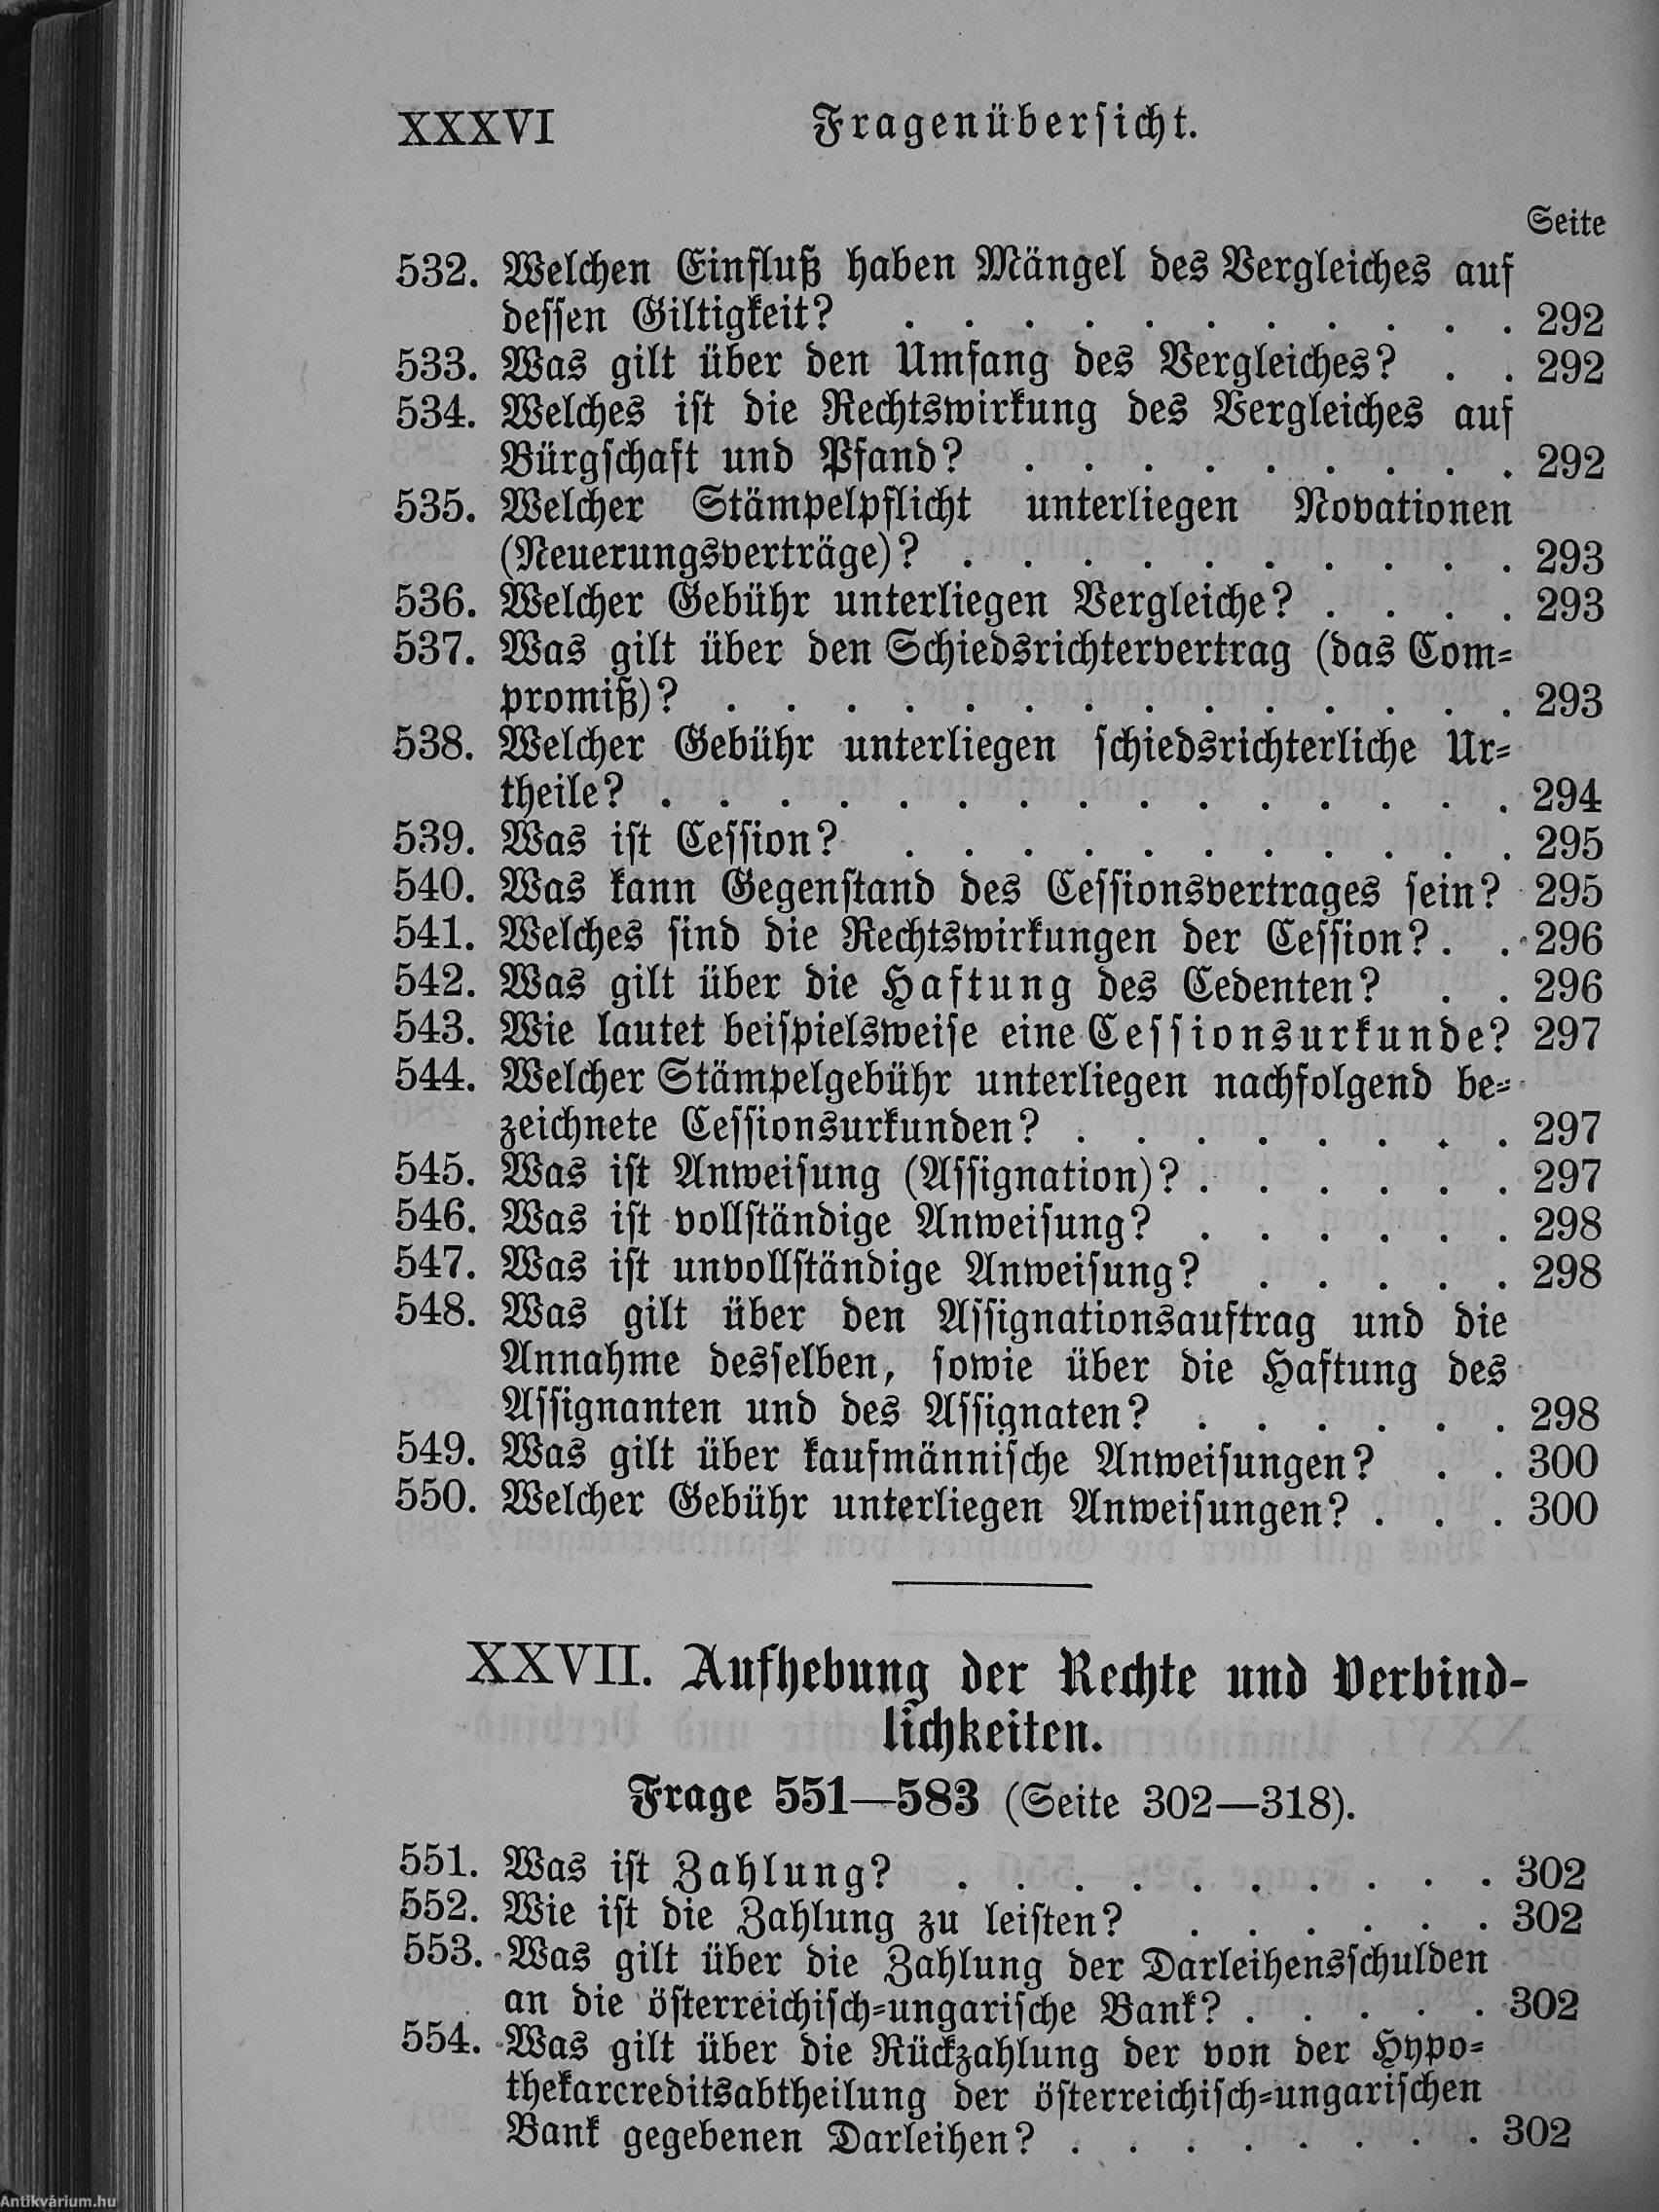 XXXVI Fragenübersicht.
Seite
532. Welchen Einfluß haben Mängel des Vergleiches auf
dessen Giltigkeit? . . . . . . . . . . . 292
533. Was gilt über den Umfang des Vergleiches? . . 292
534. Welches ist die Rechtswirkung des Vergleiches auf
Bürgschaft und Pfand? . . . . . . . . . 292
535. Welcher Stämpelpflicht unterliegen Novationen
(Neuerungsverträge)? . . . . . . . . . . 293
536. Welcher Gebühr unterliegen Vergleiche? . . . . 293
537. Was gilt über den Schiedsrichtervertrag (das Com-
promiß)? . . . . . . . . . . . . . . 293
538. Welcher Gebühr unterliegen schiedsrichterliche Ur-
theile? . . . . . . . . . . . . . . . 294
539. Was ist Cession? . . . . . . . . . . . 295
540. Was kann Gegenstand des Cessionsvertrages sein? 295
541. Welches sind die Rechtswirkungen der Cession? . . 296
542. Was gilt über die Haftung des Cedenten? . . 296
543. Wie lautet beispielsweise eine Cessionsurkunde? 297
544. Welcher Stämpelgebühr unterliegen nachfolgend be-
zeichnete Cessionsurkunden? . . . . . . . . 297
545. Was ist Anweisung (Assignation)? . . . . . . 297
546. Was ist vollständige Anweisung? . . . . . . 298
547. Was ist unvollständige Anweisung? . . . . . 298
548. Was gilt über den Assignationsauftrag und die
Annahme desselben, sowie über die Haftung des
Assignanten und des Assignaten? . . . . . . 298
549. Was gilt über kaufmännische Anweisungen? . . 300
550. Welcher Gebühr unterliegen Anweisungen? . . . 300
XXVII. Aufhebung der Rechte und Verbind-
lichkeiten.
Frage 551—583 (Seite 302—318).
551. Was ist Zahlung? . . . . . . . . . . 302
552. Wie ist die Zahlung zu leisten? . . . . . . 302
553. Was gilt über die Zahlung der Darleihensschulden
an die österreichisch-ungarische Bank? . . . . . 302
554. Was gilt über die Rückzahlung der von der Hypo-
thekarcreditsabtheilung der österreichisch-ungarischen
Bank gegebenen Darleihen? . . . . . . . . 302
Antikvárium.hu